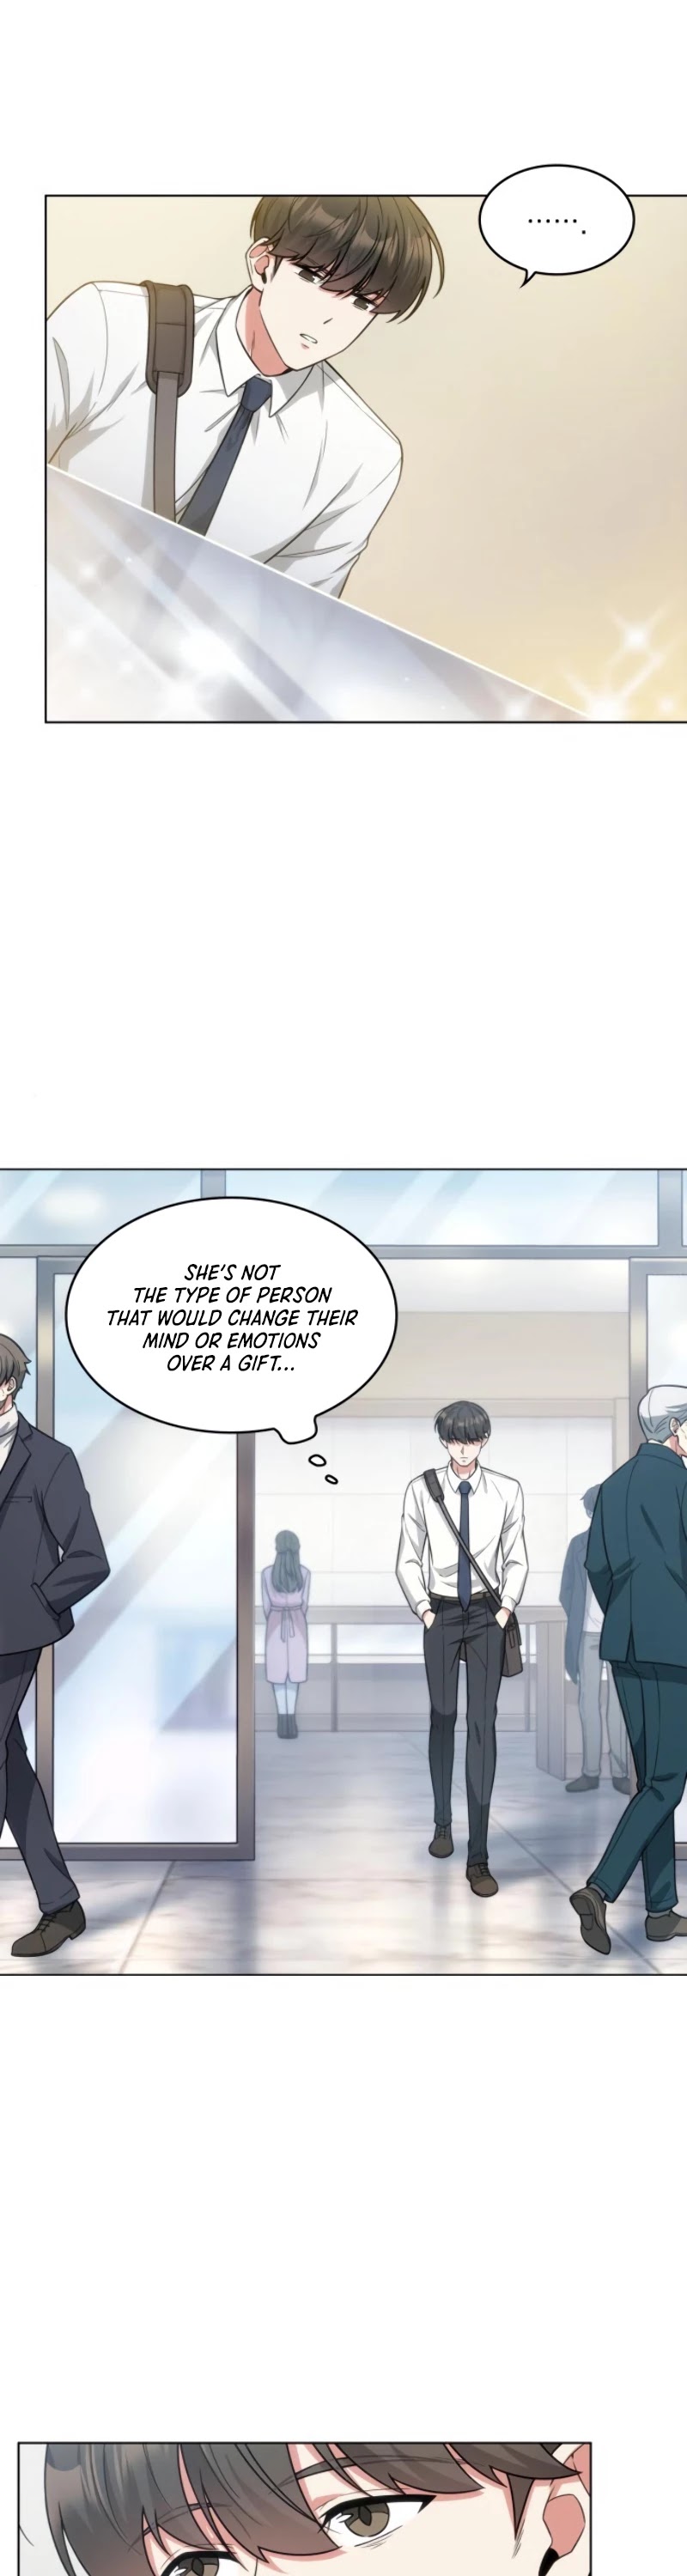 .......
SHE'S NOT
THE TYPE OF PERSON
THAT WOULD CHANGE THEIR
MIND OR EMOTIONS
OVER A GIFT...